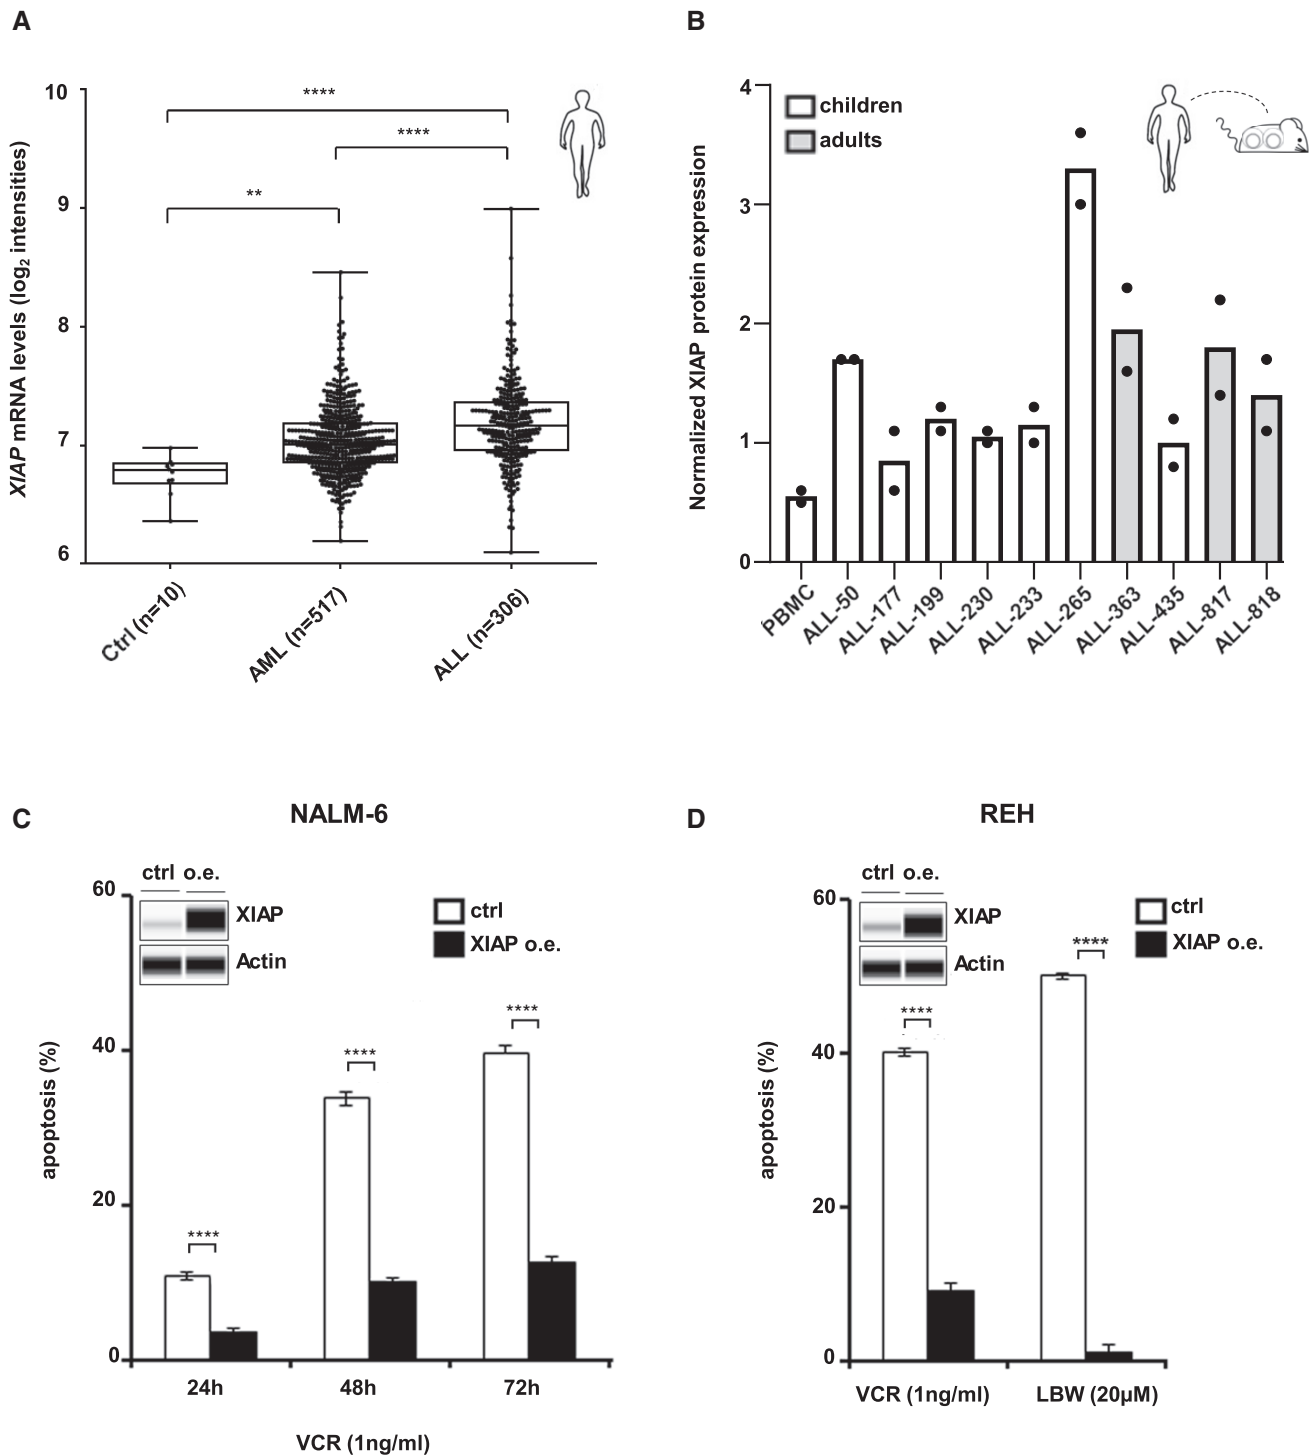 A
10
9
8
7
6
XIAP mRNA levels (log2 intensities)
****
****
**
Ctrl (n=10)
AML (n=517)
ALL (n=306)
B
4
3
2
1
0
Normalized XIAP protein expression
children
adults
PBMC
ALL-50
ALL-177
ALL-199
ALL-230
ALL-233
ALL-265
ALL-363
ALL-435
ALL-817
ALL-818
C
NALM-6
ctrl o.e.
XIAP
Actin
ctrl
XIAP o.e.
60
40
20
0
apoptosis (%)
****
****
****
24h
48h
72h
VCR (1ng/ml)
D
REH
ctrl o.e.
XIAP
Actin
ctrl
XIAP o.e.
60
40
20
0
apoptosis (%)
****
****
VCR (1ng/ml)
LBW (20µM)